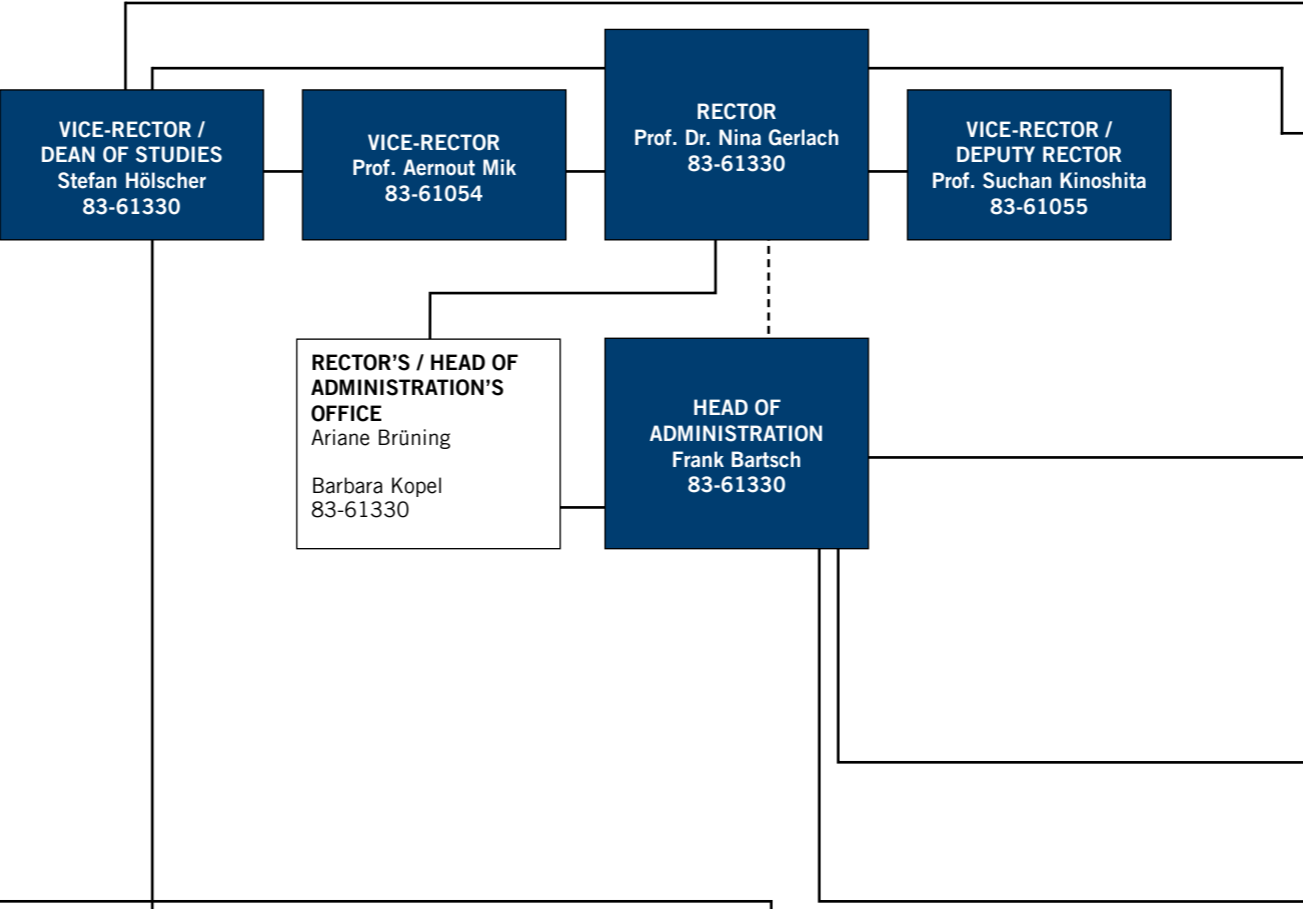 VICE-RECTOR /
DEAN OF STUDIES
Stefan Hölscher
83-61330
VICE-RECTOR
Prof. Aernout Mik
83-61054
RECTOR
Prof. Dr. Nina Gerlach
83-61330
VICE-RECTOR /
DEPUTY RECTOR
Prof. Suchan Kinoshita
83-61055
RECTOR'S / HEAD OF
ADMINISTRATION'S
OFFICE
Ariane Brüning
Barbara Kopel
83-61330
HEAD OF
ADMINISTRATION
Frank Bartsch
83-61330